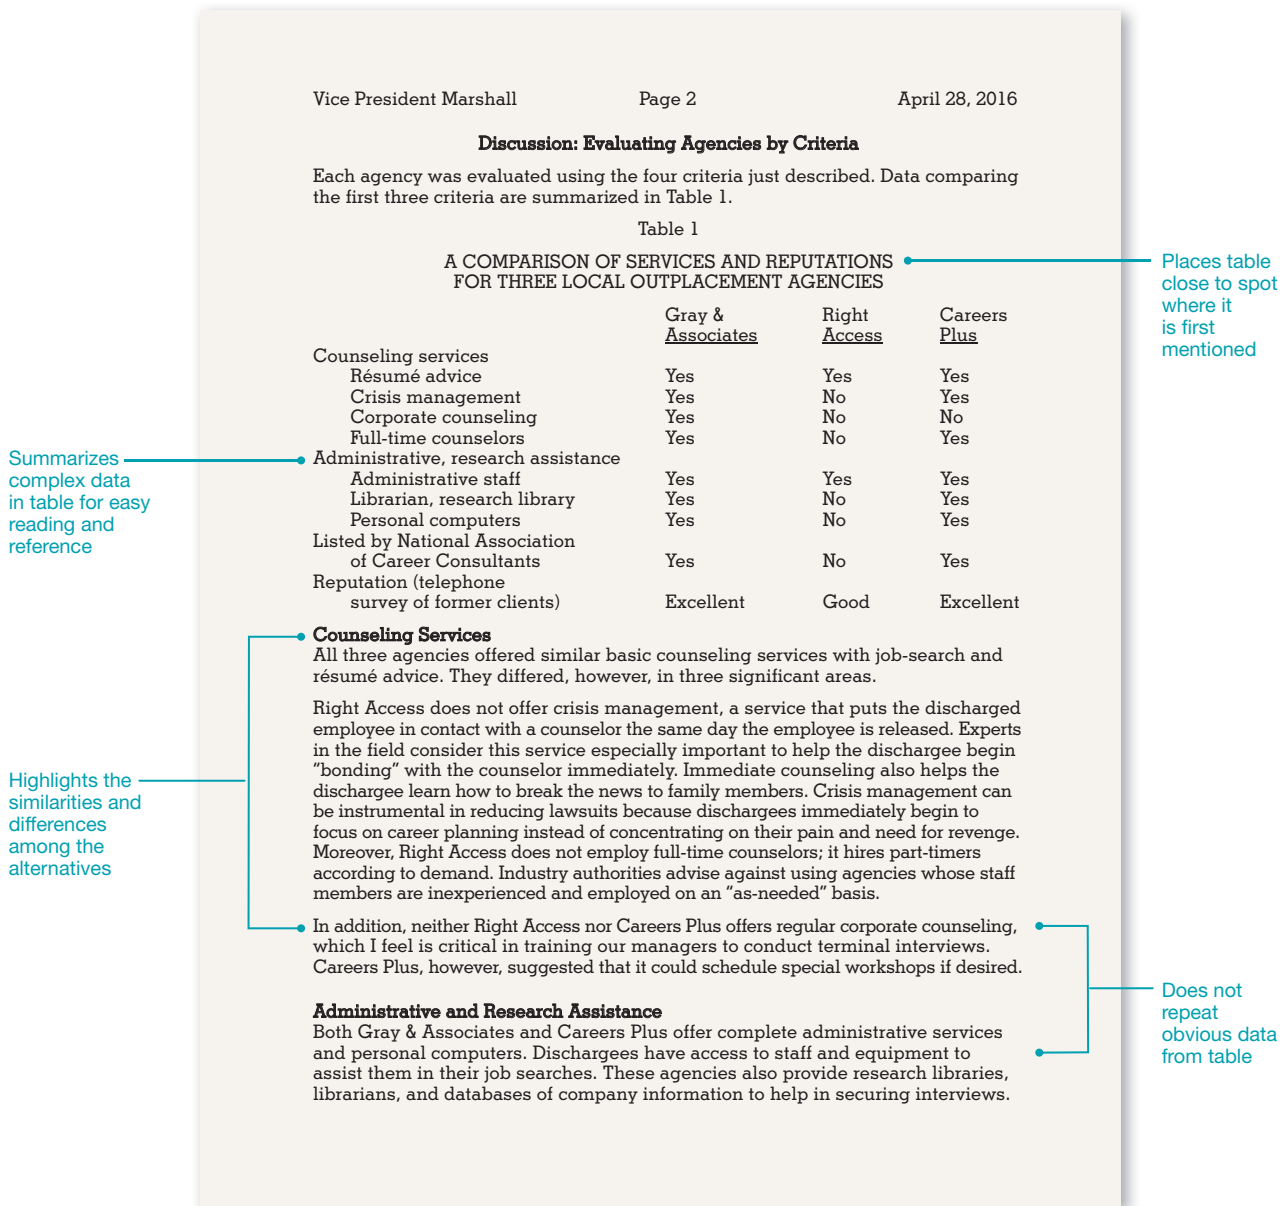 Vice President Marshall Page 2 April 28, 2016
Discussion: Evaluating Agencies by Criteria
Each agency was evaluated using the four criteria just described. Data comparing
the first three criteria are summarized in Table 1.
Table 1
A COMPARISON OF SERVICES AND REPUTATIONS
FOR THREE LOCAL OUTPLACEMENT AGENCIES
Gray & Right Careers
Associates Access Plus
Counseling services
Résumé advice Yes Yes Yes
Crisis management Yes No Yes
Corporate counseling Yes No No
Full-time counselors Yes No Yes
Administrative, research assistance
Administrative staff Yes Yes Yes
Librarian, research library Yes No Yes
Personal computers Yes No Yes
Listed by National Association
of Career Consultants Yes No Yes
Reputation (telephone
survey of former clients) Excellent Good Excellent
Counseling Services
All three agencies offered similar basic counseling services with job-search and
résumé advice. They differed, however, in three significant areas.
Right Access does not offer crisis management, a service that puts the discharged
employee in contact with a counselor the same day the employee is released. Experts
in the field consider this service especially important to help the dischargee begin
"bonding" with the counselor immediately. Immediate counseling also helps the
dischargee learn how to break the news to family members. Crisis management can
be instrumental in reducing lawsuits because dischargees immediately begin to
focus on career planning instead of concentrating on their pain and need for revenge.
Moreover, Right Access does not employ full-time counselors; it hires part-timers
according to demand. Industry authorities advise against using agencies whose staff
members are inexperienced and employed on an "as-needed" basis.
In addition, neither Right Access nor Careers Plus offers regular corporate counseling,
which I feel is critical in training our managers to conduct terminal interviews.
Careers Plus, however, suggested that it could schedule special workshops if desired.
Administrative and Research Assistance
Both Gray & Associates and Careers Plus offer complete administrative services
and personal computers. Dischargees have access to staff and equipment to
assist them in their job searches. These agencies also provide research libraries,
librarians, and databases of company information to help in securing interviews.
Places table
close to spot
where it
is first
mentioned
Summarizes
complex data
in table for easy
reading and
reference
Highlights the
similarities and
differences
among the
alternatives
Does not
repeat
obvious data
from table